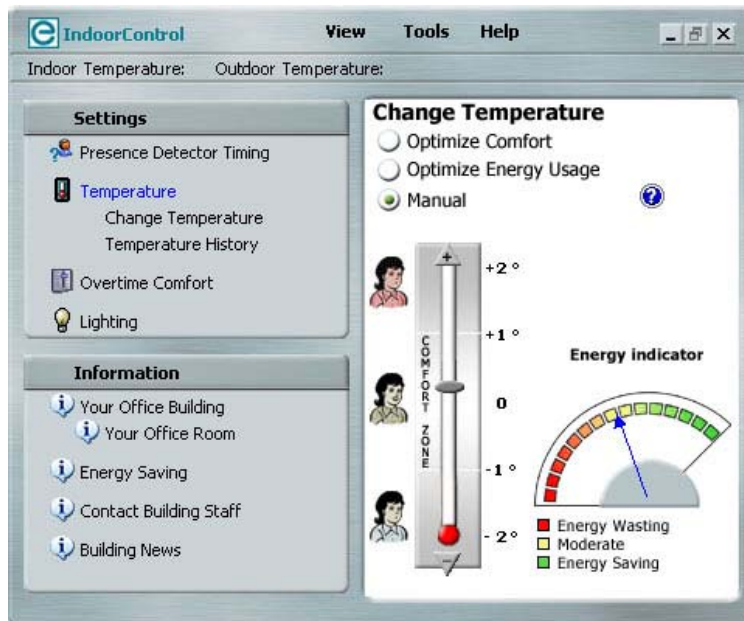 e IndoorControl View Tools Help
Indoor Temperature: Outdoor Temperature:
Settings
Presence Detector Timing
Temperature
Change Temperature
Temperature History
Overtime Comfort
Lighting
Information
Your Office Building
Your Office Room
Energy Saving
Contact Building Staff
Building News
Change Temperature
Optimize Comfort
Optimize Energy Usage
Manual
?
+
+2 °
+1 °
0
-1 °
- 2°
−
COMFORT ZONE
Energy indicator
Energy Wasting
Moderate
Energy Saving